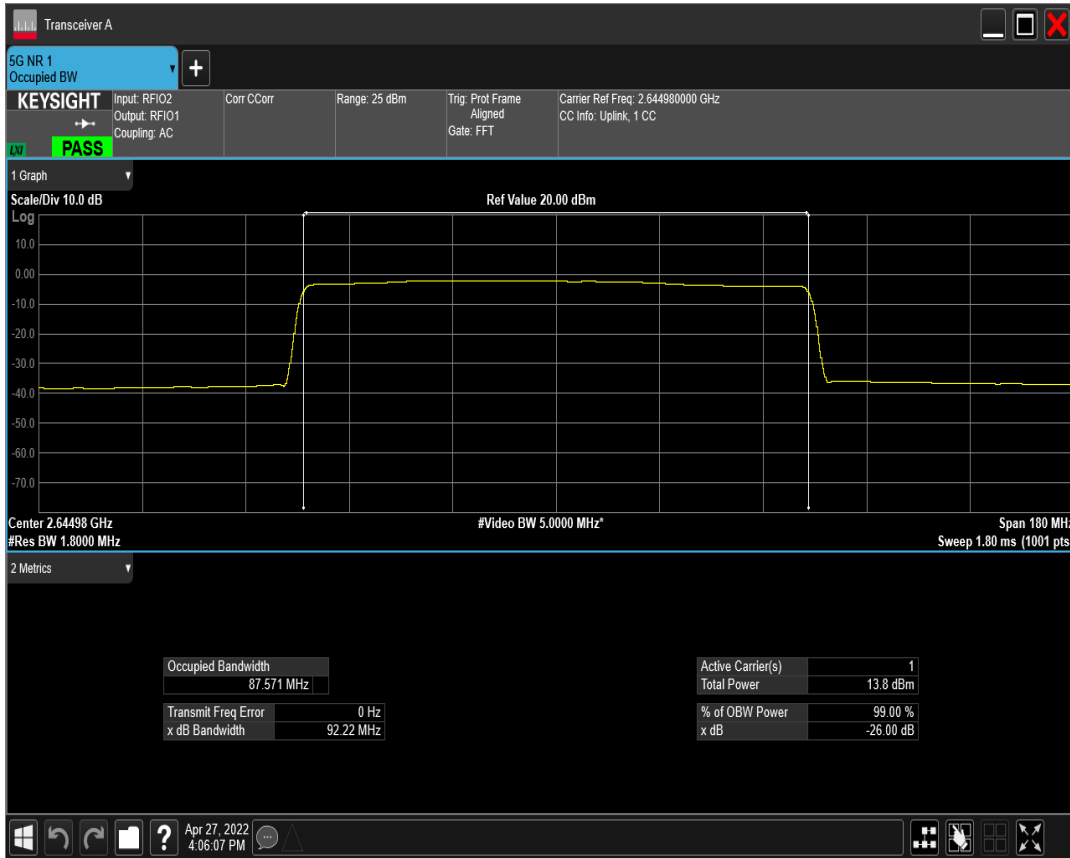 Transceiver A
5G NR 1
Occupied BW
KEYSIGHT
LXI
PASS
Input: RFIO2
Output: RFIO1
Coupling: AC
Corr CCorr
Range: 25 dBm
Trig: Prot Frame
Aligned
Gate: FFT
Carrier Ref Freq: 2.644980000 GHz
CC Info: Uplink, 1 CC
1 Graph
Scale/Div 10.0 dB
Ref Value 20.00 dBm
Log
10.0
0.00
-10.0
-20.0
-30.0
-40.0
-50.0
-60.0
-70.0
Center 2.64498 GHz
#Video BW 5.0000 MHz*
Span 180 MHz
#Res BW 1.8000 MHz
Sweep 1.80 ms (1001 pts
2 Metrics
Occupied Bandwidth
87.571 MHz
Transmit Freq Error 0 Hz
x dB Bandwidth 92.22 MHz
Active Carrier(s) 1
Total Power 13.8 dBm
% of OBW Power 99.00 %
x dB -26.00 dB
?
Apr 27, 2022
4:06:07 PM